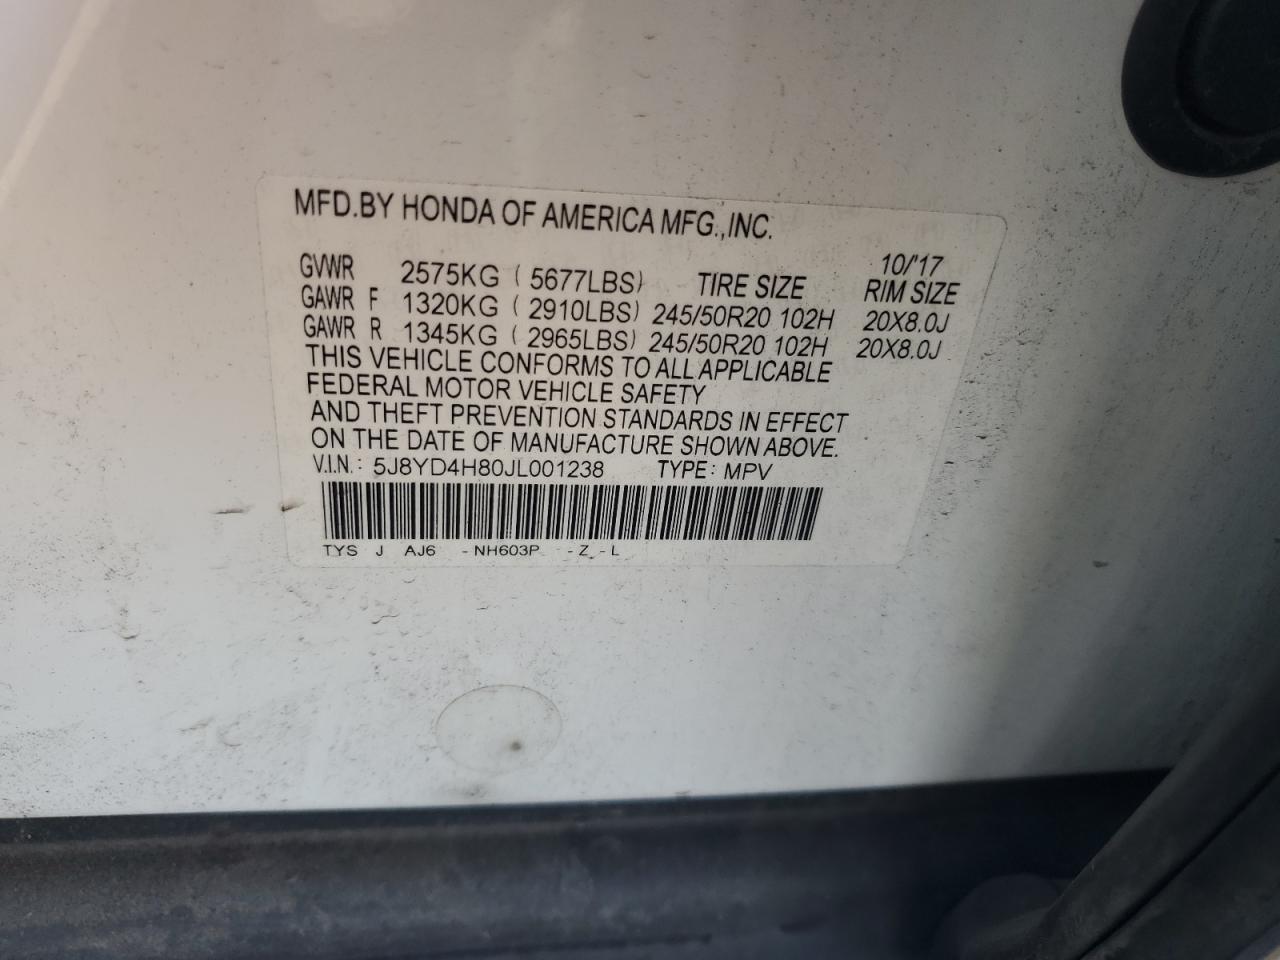 MFD.BY HONDA OF AMERICA MFG.,INC.
10/'17
GVWR 2575KG ( 5677LBS) TIRE SIZE RIM SIZE
GAWR F 1320KG ( 2910LBS) 245/50R20 102H 20X8.0J
GAWR R 1345KG ( 2965LBS) 245/50R20 102H 20X8.0J
THIS VEHICLE CONFORMS TO ALL APPLICABLE
FEDERAL MOTOR VEHICLE SAFETY
AND THEFT PREVENTION STANDARDS IN EFFECT
ON THE DATE OF MANUFACTURE SHOWN ABOVE.
V.I.N.: 5J8YD4H80JL001238 TYPE: MPV
TYS J AJ6 -NH603P -Z -L